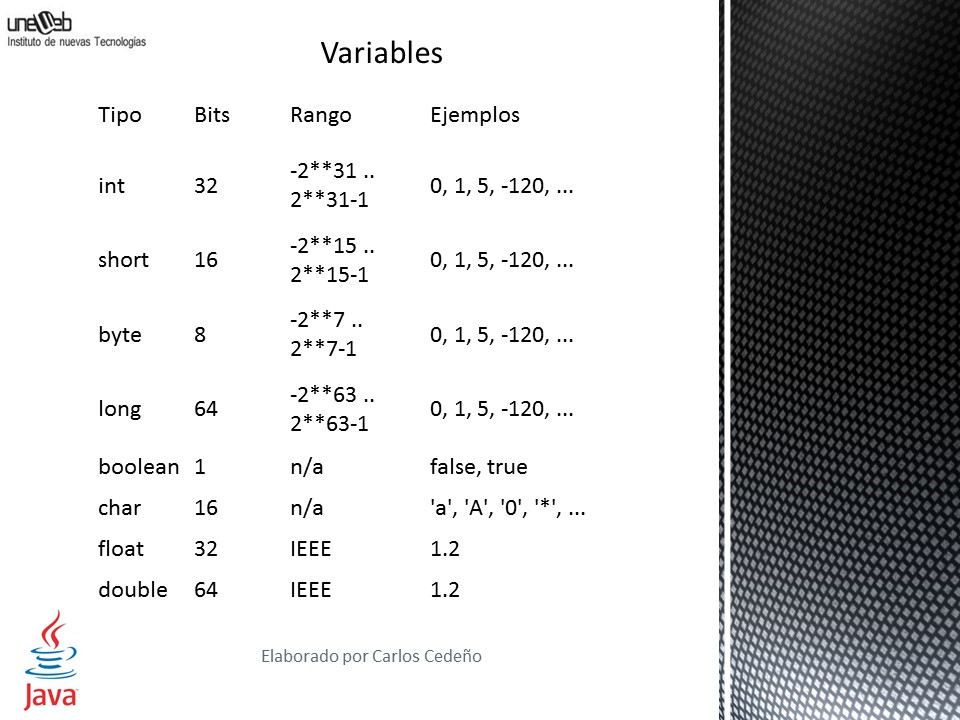 uneWeb
Instituto de nuevas Tecnologías
Variables
Tipo Bits Rango Ejemplos
int 32 -2**31 .. 2**31-1 0, 1, 5, -120, ...
short 16 -2**15 .. 2**15-1 0, 1, 5, -120, ...
byte 8 -2**7 .. 2**7-1 0, 1, 5, -120, ...
long 64 -2**63 .. 2**63-1 0, 1, 5, -120, ...
boolean 1 n/a false, true
char 16 n/a 'a', 'A', '0', '*', ...
float 32 IEEE 1.2
double 64 IEEE 1.2
Elaborado por Carlos Cedeño
Java